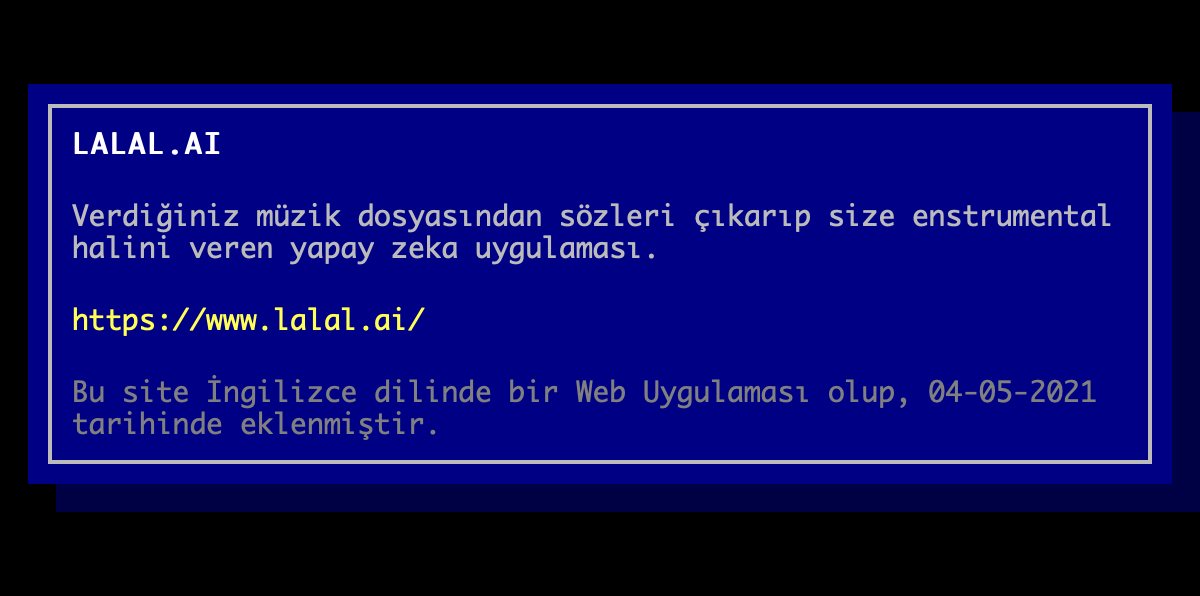 LALAL.AI
Verdiğiniz müzik dosyasından sözleri çıkarıp size enstrumental
halini veren yapay zeka uygulaması.
https://www.lalal.ai/
Bu site İngilizce dilinde bir Web Uygulaması olup, 04-05-2021
tarihinde eklenmiştir.